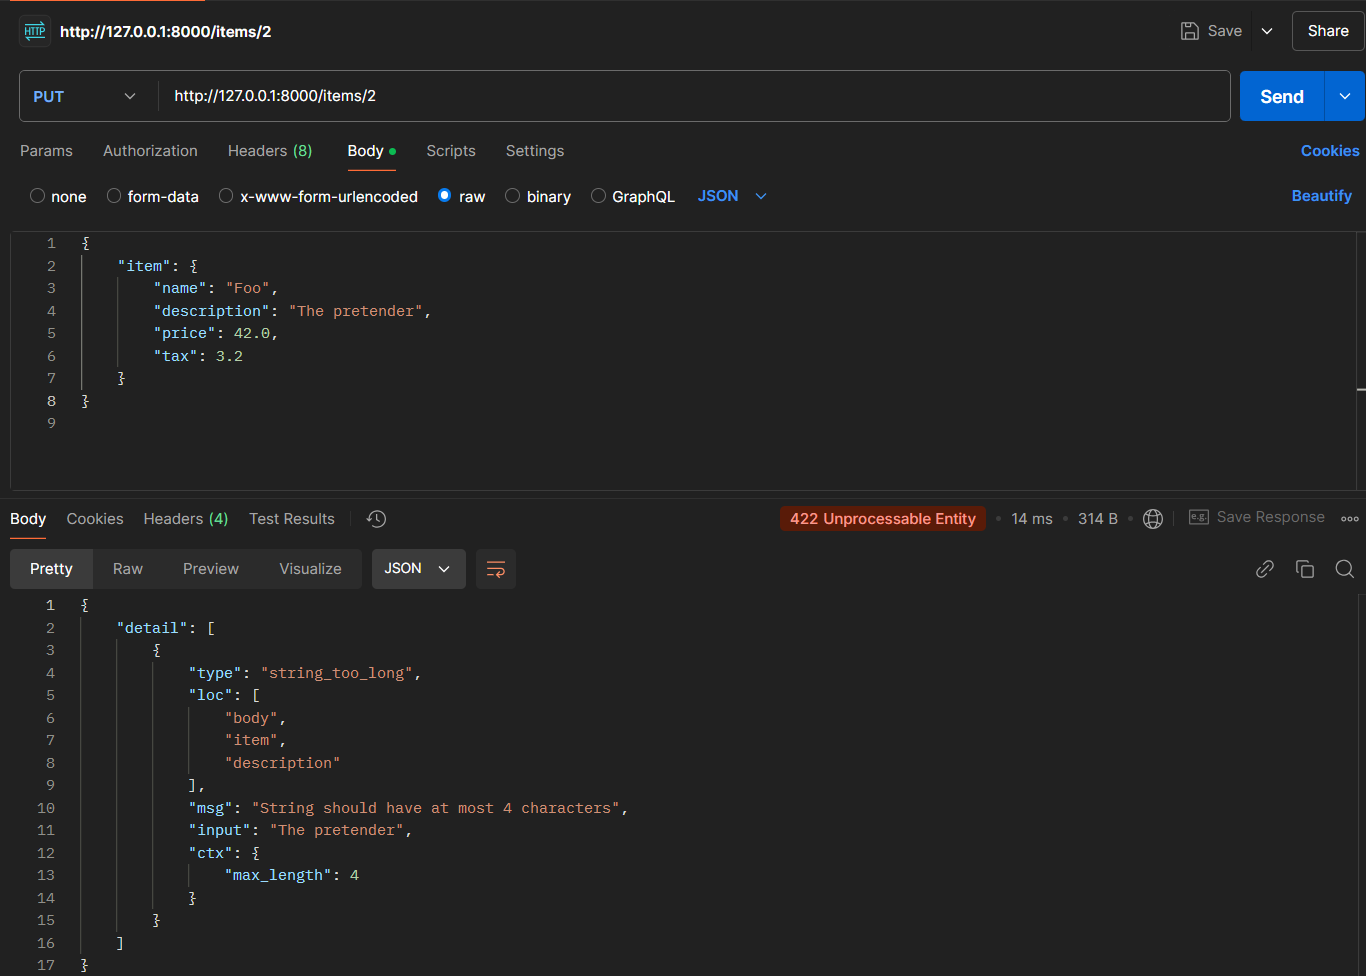 HTTP http://127.0.0.1:8000/items/2 Save Share
PUT http://127.0.0.1:8000/items/2 Send
Params Authorization Headers (8) Body Scripts Settings Cookies
none form-data x-www-form-urlencoded raw binary GraphQL JSON Beautify
1 {
2 "item": {
3 "name": "Foo",
4 "description": "The pretender",
5 "price": 42.0,
6 "tax": 3.2
7 }
8 }
9
Body Cookies Headers (4) Test Results 422 Unprocessable Entity 14 ms 314 B e.g. Save Response
Pretty Raw Preview Visualize JSON
1 {
2 "detail": [
3 {
4 "type": "string_too_long",
5 "loc": [
6 "body",
7 "item",
8 "description"
9 ],
10 "msg": "String should have at most 4 characters",
11 "input": "The pretender",
12 "ctx": {
13 "max_length": 4
14 }
15 }
16 ]
17 }